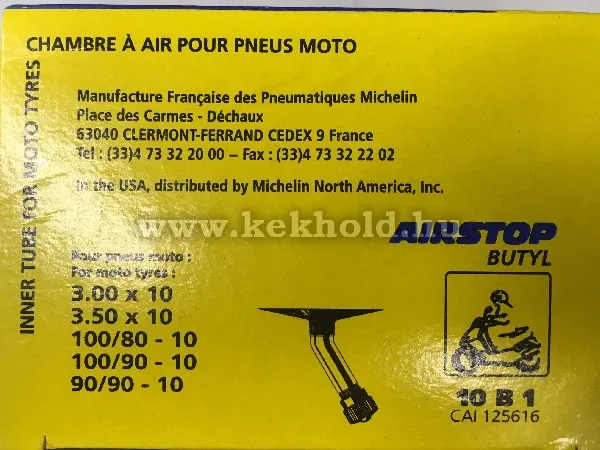 CHAMBRE À AIR POUR PNEUS MOTO
INNER TUBE FOR MOTO TYRES
Manufacture Française des Pneumatiques Michelin
Place des Carmes - Déchaux
63040 CLERMONT-FERRAND CEDEX 9 France
Tel : (33)4 73 32 20 00 – Fax : (33)4 73 32 22 02
In the USA, distributed by Michelin North America, Inc.
www.kekhold.hu
AIRSTOP
BUTYL
Pour pneus moto :
For moto tyres :
3.00 x 10
3.50 x 10
100/80 - 10
100/90 - 10
90/90 - 10
10 B 1
CAI 125616